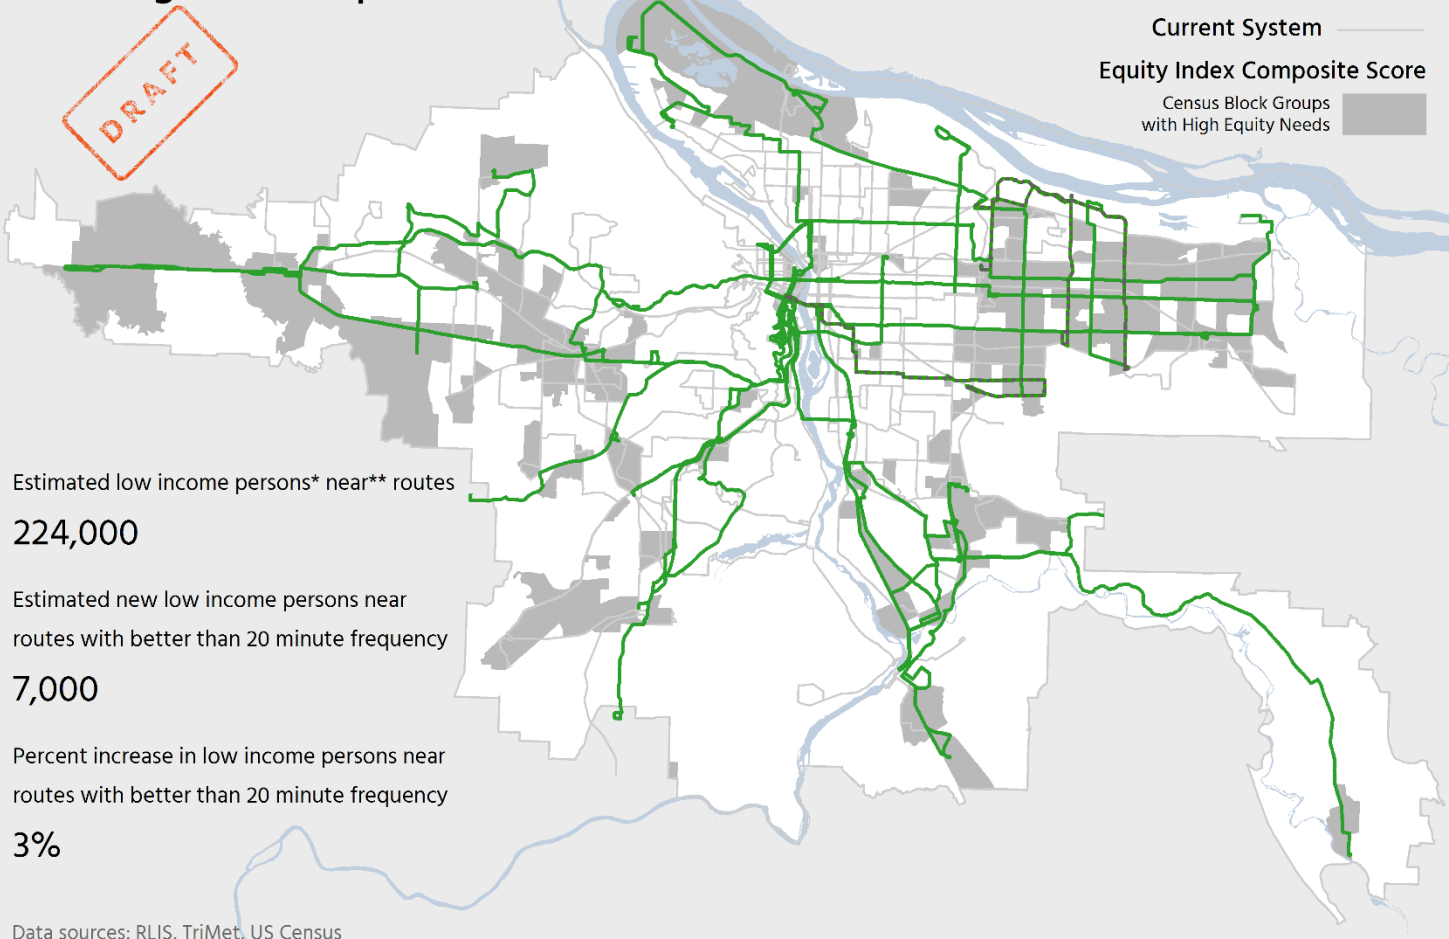 DRAFT
Current System
Equity Index Composite Score
Census Block Groups
with High Equity Needs
Estimated low income persons* near** routes
224,000
Estimated new low income persons near
routes with better than 20 minute frequency
7,000
Percent increase in low income persons near
routes with better than 20 minute frequency
3%
Data sources: RLIS, TriMet, US Census